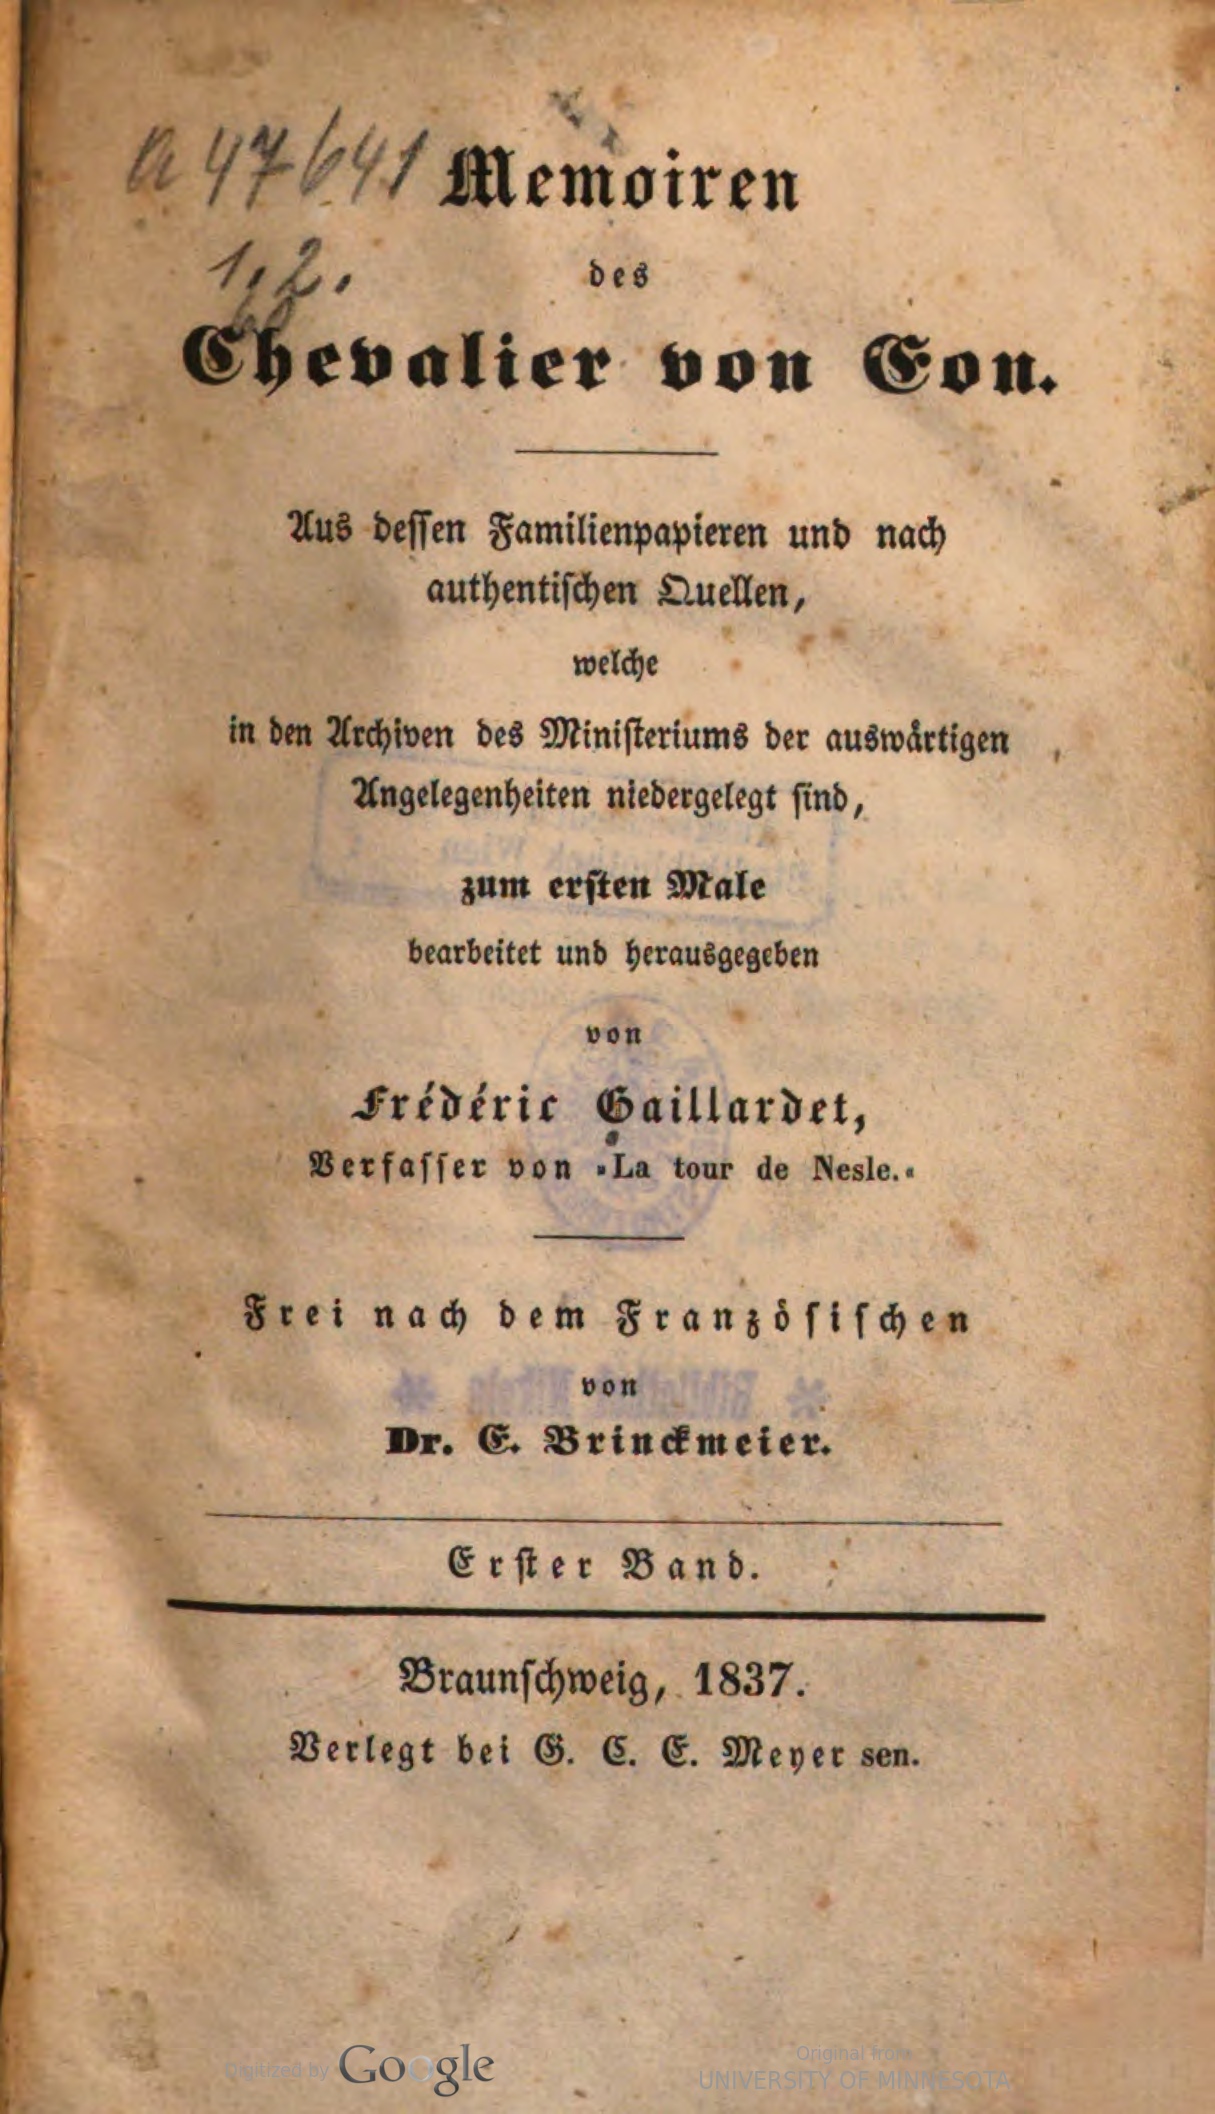 a 47641
1,2.
Memoiren
des
Chevalier von Eon.
Aus dessen Familienpapieren und nach
authentischen Quellen,
welche
in den Archiven des Ministeriums der auswärtigen
Angelegenheiten niedergelegt sind,
zum ersten Male
bearbeitet und herausgegeben
von
Frédéric Gaillardet,
Verfasser von »La tour de Nesle.«
Frei nach dem Französischen
von
Dr. E. Brinckmeier.
Erster Band.
Braunschweig, 1837.
Verlegt bei G. C. E. Meyer sen.
Digitized by Google
Original from
UNIVERSITY OF MINNESOTA